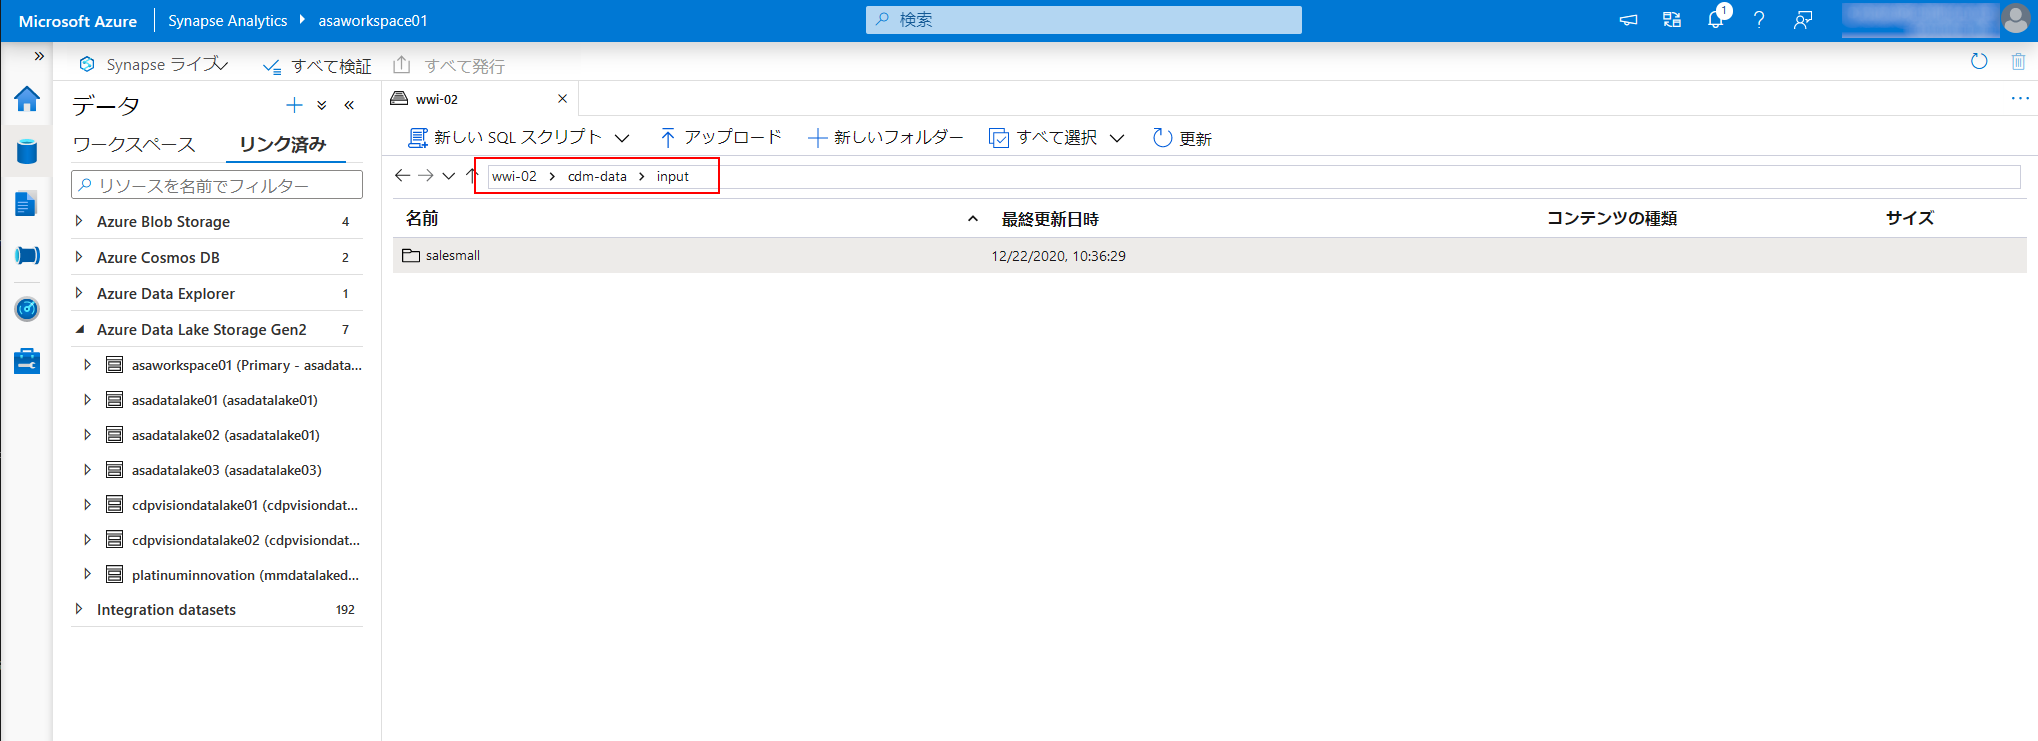 Microsoft Azure Synapse Analytics asaworkspace01 検索 1
Synapse ライブ すべて検証 すべて発行
データ
ワークスペース リンク済み
リソースを名前でフィルター
Azure Blob Storage 4
Azure Cosmos DB 2
Azure Data Explorer 1
Azure Data Lake Storage Gen2 7
asaworkspace01 (Primary - asadata...
asadatalake01 (asadatalake01)
asadatalake02 (asadatalake01)
asadatalake03 (asadatalake03)
cdpvisiondatalake01 (cdpvisiondat...
cdpvisiondatalake02 (cdpvisiondat...
platinuminnovation (mmdatalaked...
Integration datasets 192
wwi-02
新しい SQL スクリプト アップロード 新しいフォルダー すべて選択 更新
wwi-02 > cdm-data > input
名前 最終更新日時 コンテンツの種類 サイズ
salesmall 12/22/2020, 10:36:29